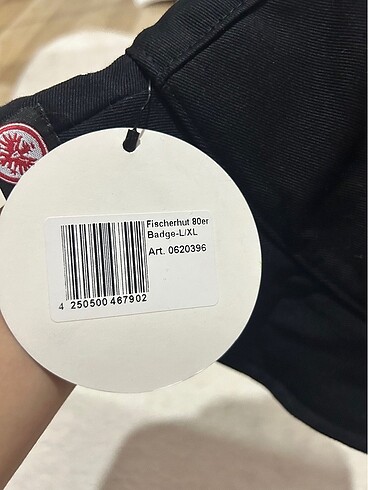 Fischerhut 80er
Badge-L/XL
Art. 0620396
4 250500 467902